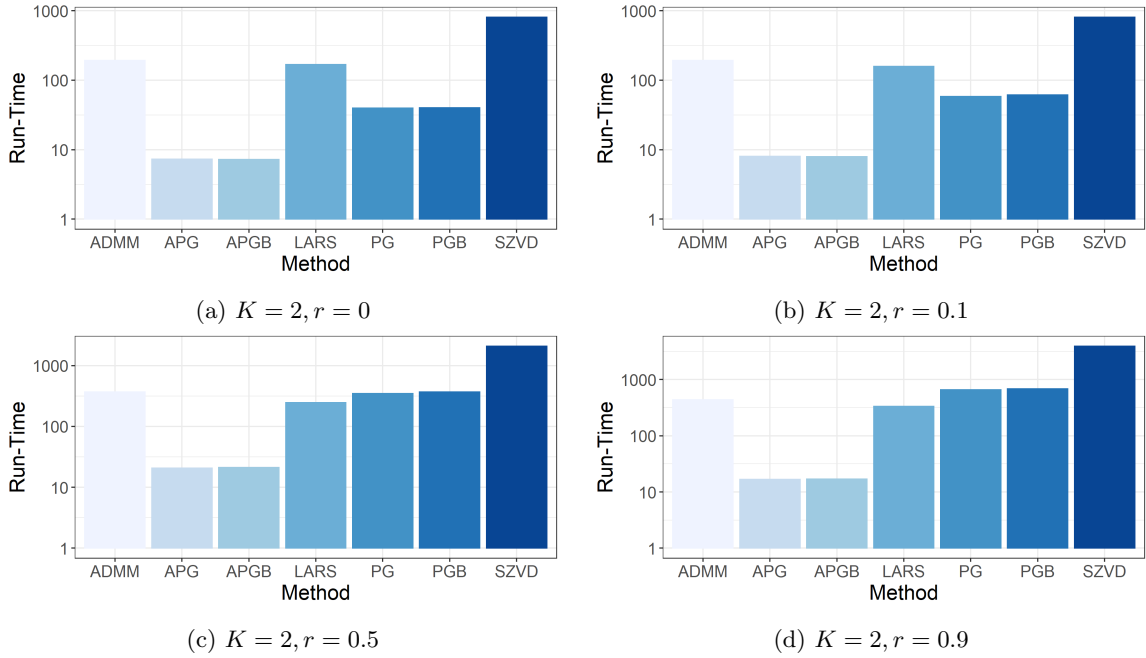 Run-Time
1000
100
10
1
ADMM APG APGB LARS PG PGB SZVD
Method
(a) K = 2, r = 0
Run-Time
1000
100
10
1
ADMM APG APGB LARS PG PGB SZVD
Method
(b) K = 2, r = 0.1
Run-Time
1000
100
10
1
ADMM APG APGB LARS PG PGB SZVD
Method
(c) K = 2, r = 0.5
Run-Time
1000
100
10
1
ADMM APG APGB LARS PG PGB SZVD
Method
(d) K = 2, r = 0.9